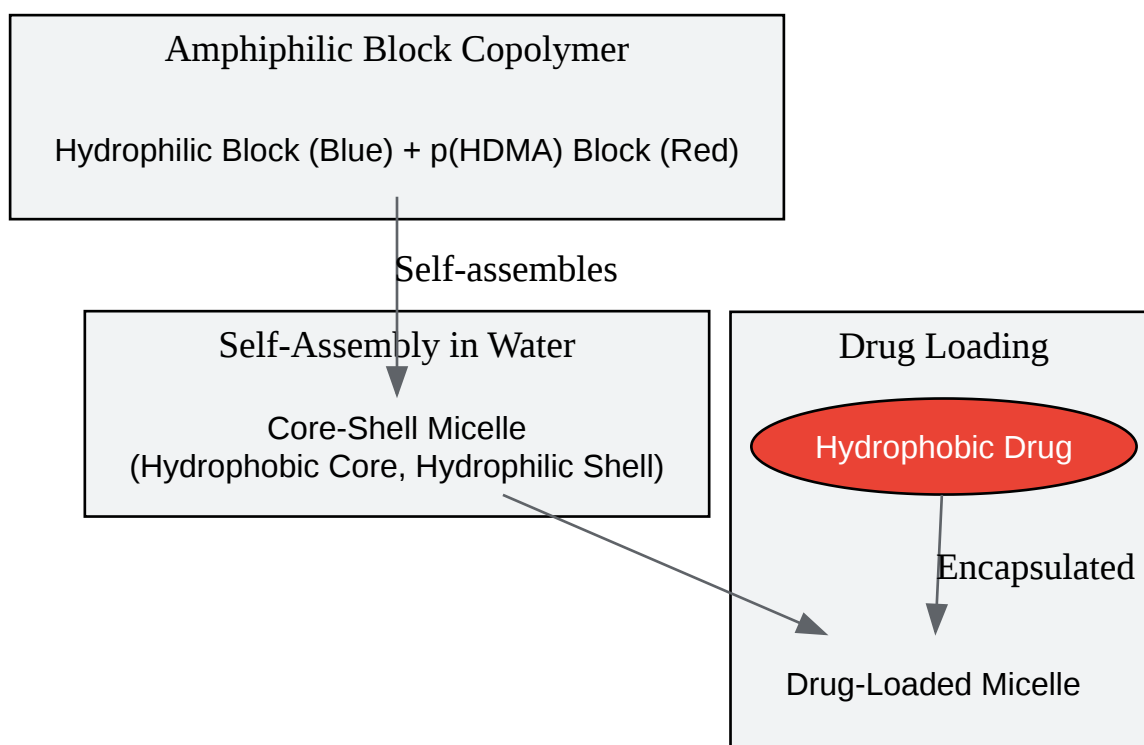 Amphiphilic Block Copolymer
Hydrophilic Block (Blue) + p(HDMA) Block (Red)
Self-assembles
Self-Assembly in Water
Core-Shell Micelle
(Hydrophobic Core, Hydrophilic Shell)
Drug Loading
Hydrophobic Drug
Encapsulated
Drug-Loaded Micelle